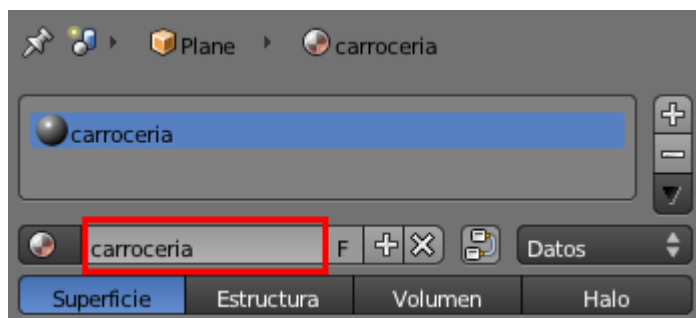 Plane carroceria
carroceria
carroceria F Datos
Superficie Estructura Volumen Halo